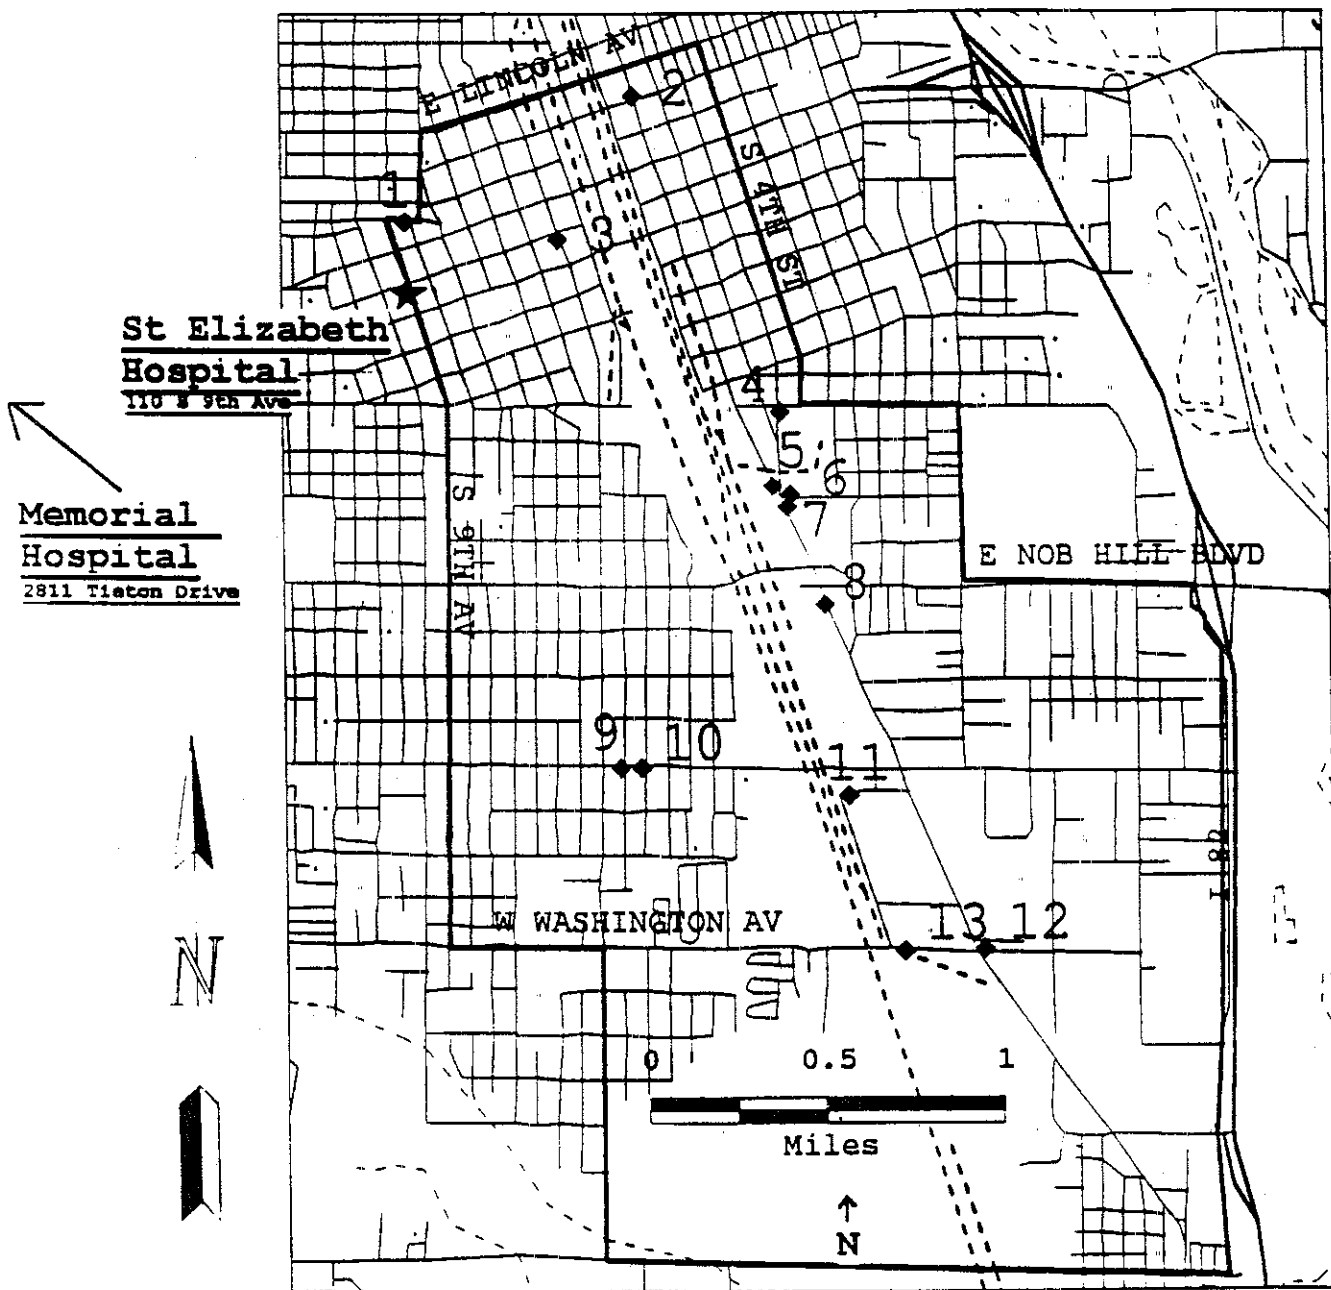 E LINCOLN AV
2
S 4TH ST
1
3
St Elizabeth
Hospital
110 S 9th Ave
4
5
6
7
Memorial
Hospital
2811 Tieton Drive
S 9TH AV
E NOB HILL BLVD
8
9
10
11
I 82
W WASHINGTON AV
13
12
N
0
0.5
1
Miles
N